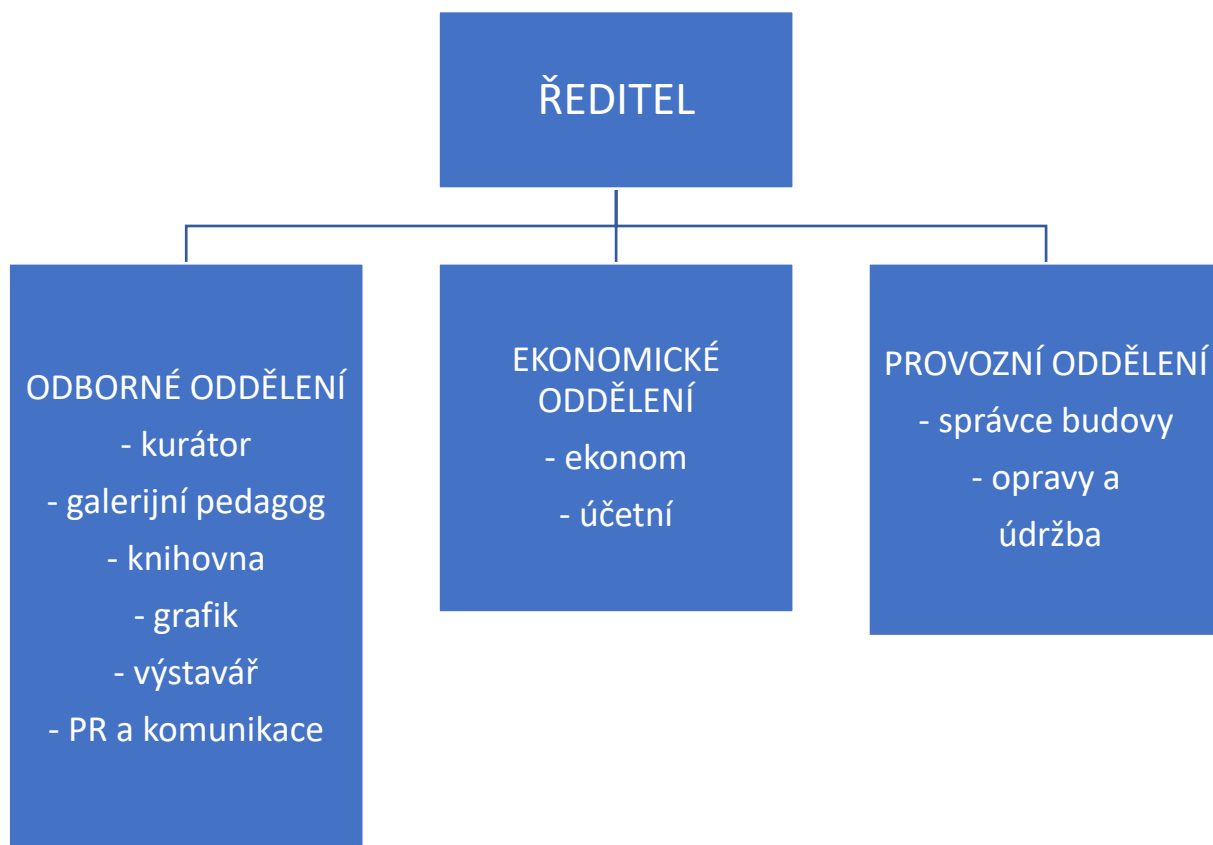 ŘEDITEL
ODBORNÉ ODDĚLENÍ
- kurátor
- galerijní pedagog
- knihovna
- grafik
- výstavář
- PR a komunikace
EKONOMICKÉ
ODDĚLENÍ
- ekonom
- účetní
PROVOZNÍ ODDĚLENÍ
- správce budovy
- opravy a
údržba